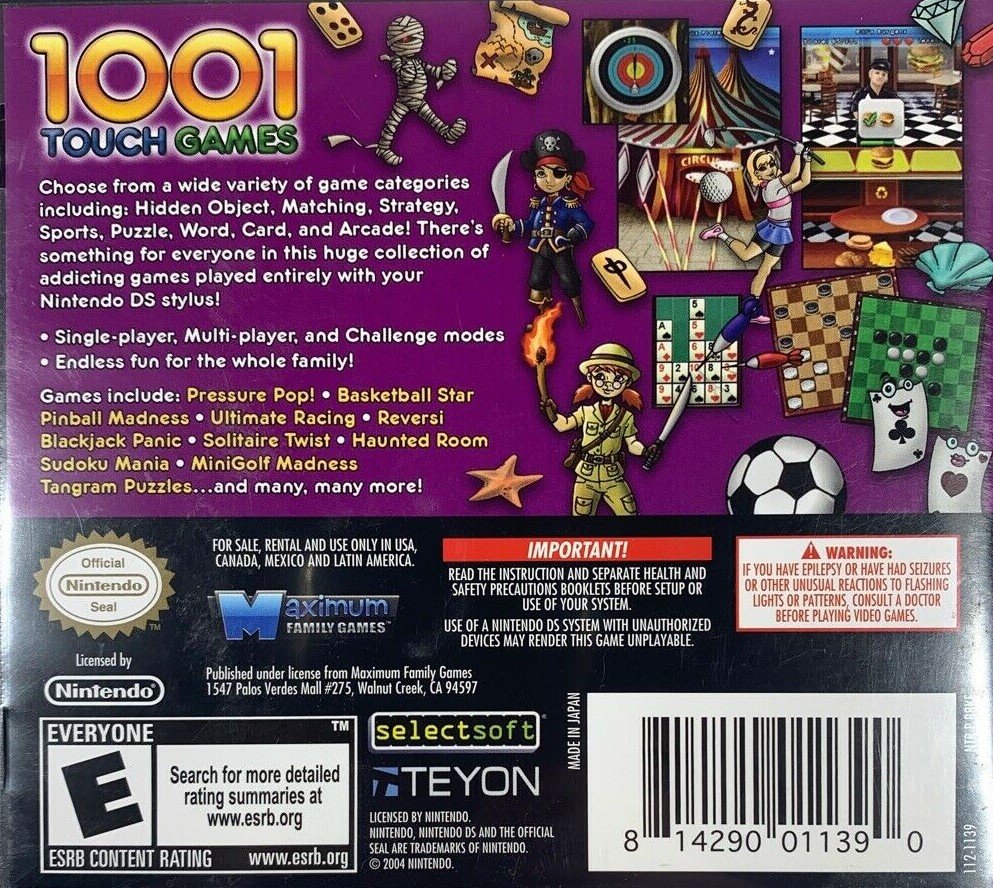 1001
TOUCH GAMES
Choose from a wide variety of game categories
including: Hidden Object, Matching, Strategy,
Sports, Puzzle, Word, Card, and Arcade! There's
something for everyone in this huge collection of
addicting games played entirely with your
Nintendo DS stylus!
• Single-player, Multi-player, and Challenge modes
• Endless fun for the whole family!
Games include: Pressure Pop! • Basketball Star
Pinball Madness • Ultimate Racing • Reversi
Blackjack Panic • Solitaire Twist • Haunted Room
Sudoku Mania • MiniGolf Madness
Tangram Puzzles...and many, many more!
CIRCUS
Official
Nintendo
Seal
TM
Licensed by
Nintendo®
FOR SALE, RENTAL AND USE ONLY IN USA,
CANADA, MEXICO AND LATIN AMERICA.
Maximum
FAMILY GAMES™
Published under license from Maximum Family Games
1547 Palos Verdes Mall #275, Walnut Creek, CA 94597
IMPORTANT!
READ THE INSTRUCTION AND SEPARATE HEALTH AND
SAFETY PRECAUTIONS BOOKLETS BEFORE SETUP OR
USE OF YOUR SYSTEM.
USE OF A NINTENDO DS SYSTEM WITH UNAUTHORIZED
DEVICES MAY RENDER THIS GAME UNPLAYABLE.
WARNING:
IF YOU HAVE EPILEPSY OR HAVE HAD SEIZURES
OR OTHER UNUSUAL REACTIONS TO FLASHING
LIGHTS OR PATTERNS, CONSULT A DOCTOR
BEFORE PLAYING VIDEO GAMES.
EVERYONE
TM
E
Search for more detailed
rating summaries at
www.esrb.org
ESRB CONTENT RATING www.esrb.org
selectsoft®
TEYON
LICENSED BY NINTENDO.
NINTENDO, NINTENDO DS AND THE OFFICIAL
SEAL ARE TRADEMARKS OF NINTENDO.
© 2004 NINTENDO.
MADE IN JAPAN
8 14290 01139 0
112-1139